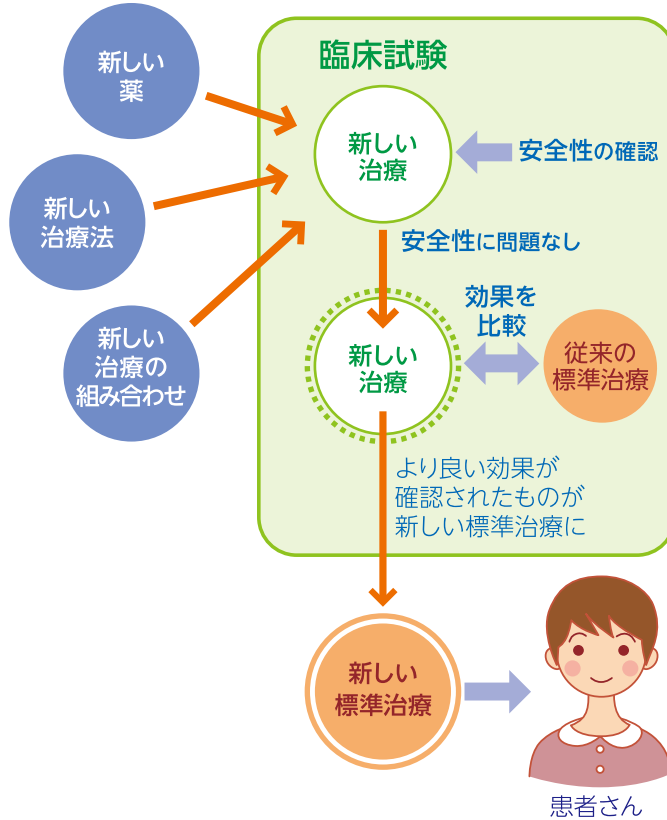 臨床試験
新しい
薬
新しい
治療法
新しい
治療の
組み合わせ
新しい
治療
安全性の確認
安全性に問題なし
新しい
治療
効果を
比較
従来の
標準治療
より良い効果が
確認されたものが
新しい標準治療に
新しい
標準治療
患者さん